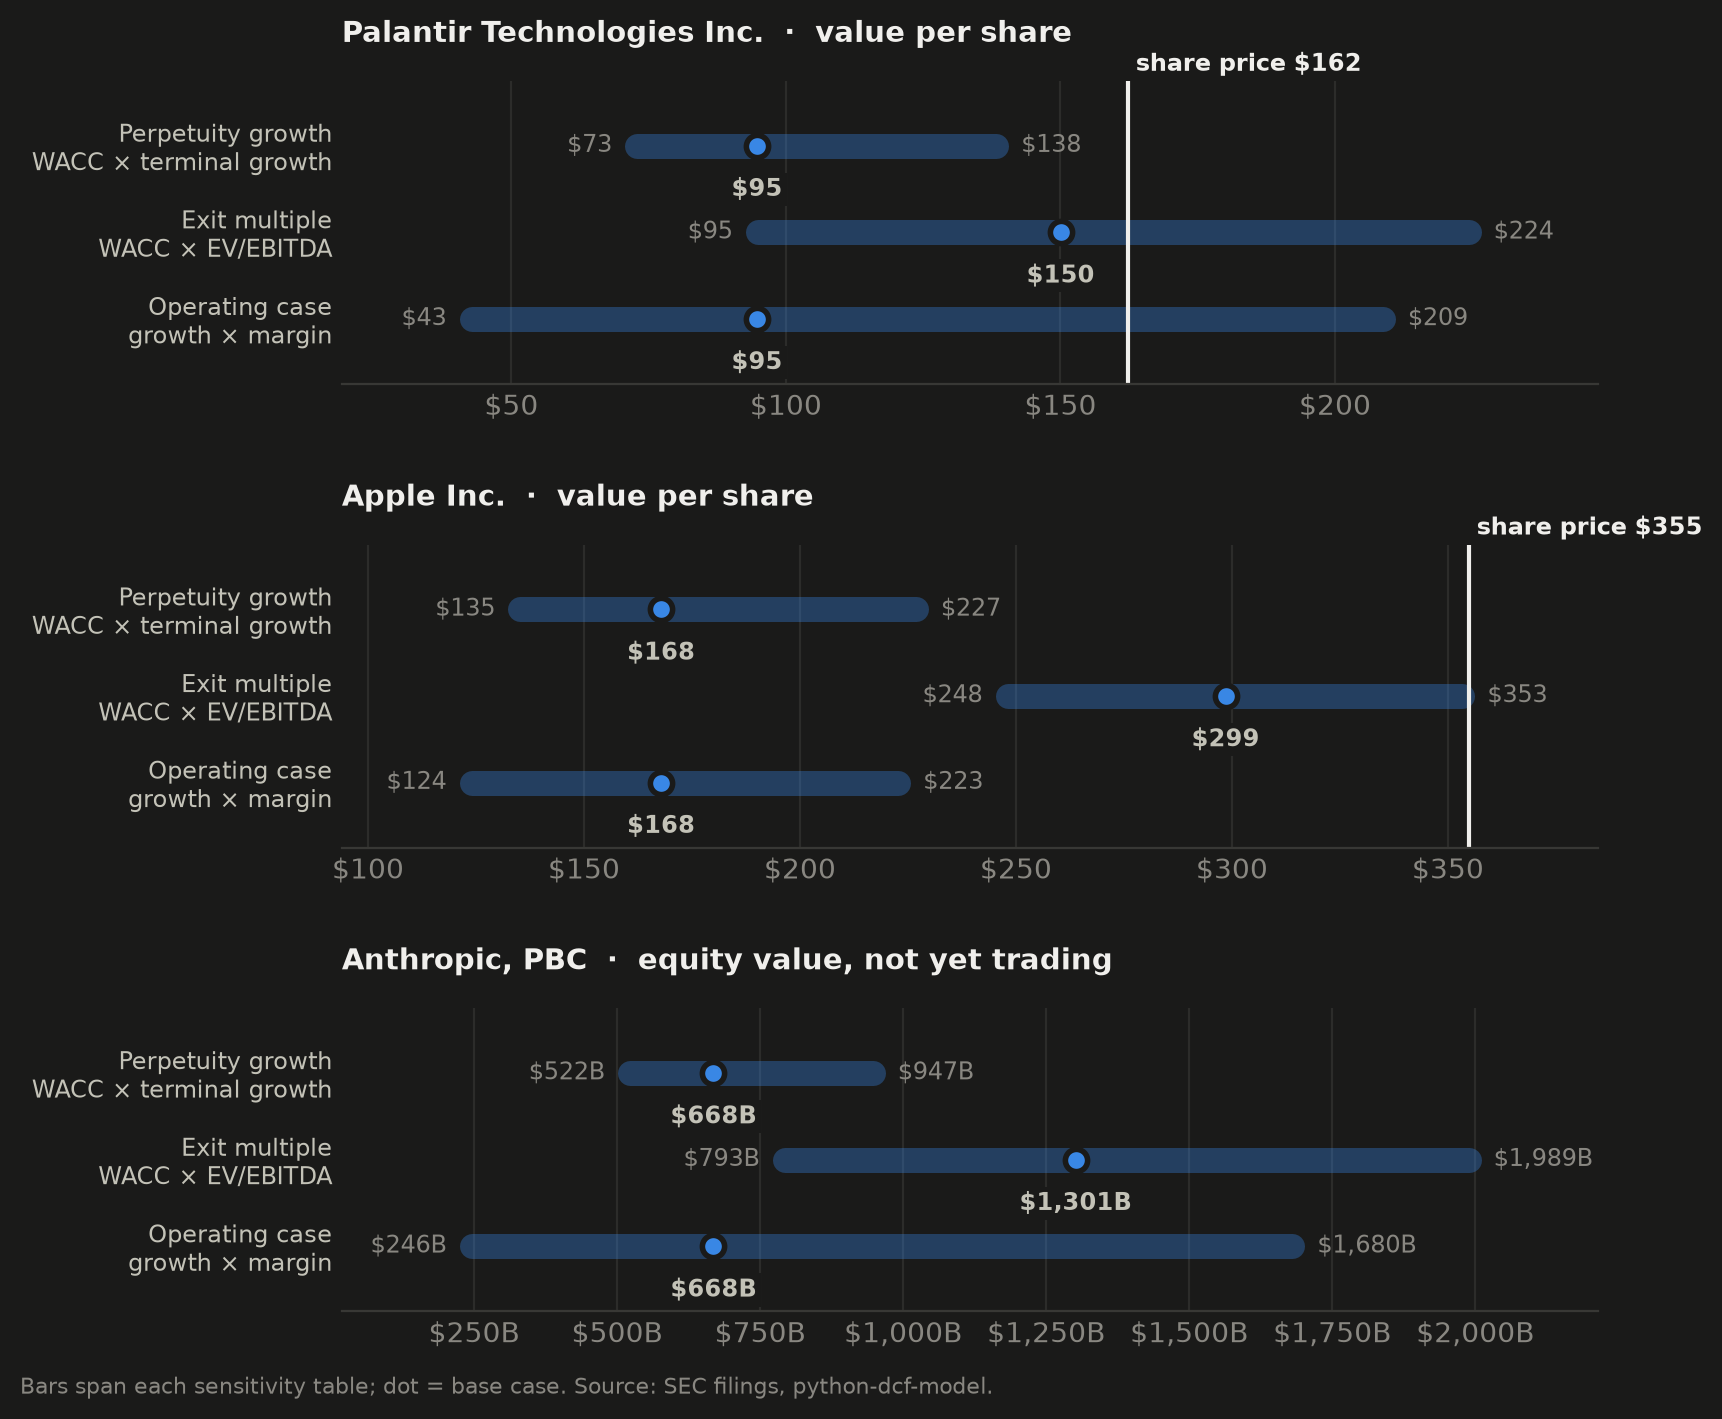 Palantir Technologies Inc. · value per share
share price $162
Perpetuity growth
WACC × terminal growth
$73
$138
$95
Exit multiple
WACC × EV/EBITDA
$95
$224
$150
Operating case
growth × margin
$43
$209
$95
$50 $100 $150 $200
Apple Inc. · value per share
share price $355
Perpetuity growth
WACC × terminal growth
$135
$227
$168
Exit multiple
WACC × EV/EBITDA
$248
$353
$299
Operating case
growth × margin
$124
$223
$168
$100 $150 $200 $250 $300 $350
Anthropic, PBC · equity value, not yet trading
Perpetuity growth
WACC × terminal growth
$522B
$947B
$668B
Exit multiple
WACC × EV/EBITDA
$793B
$1,989B
$1,301B
Operating case
growth × margin
$246B
$1,680B
$668B
$250B $500B $750B $1,000B $1,250B $1,500B $1,750B $2,000B
Bars span each sensitivity table; dot = base case. Source: SEC filings, python-dcf-model.